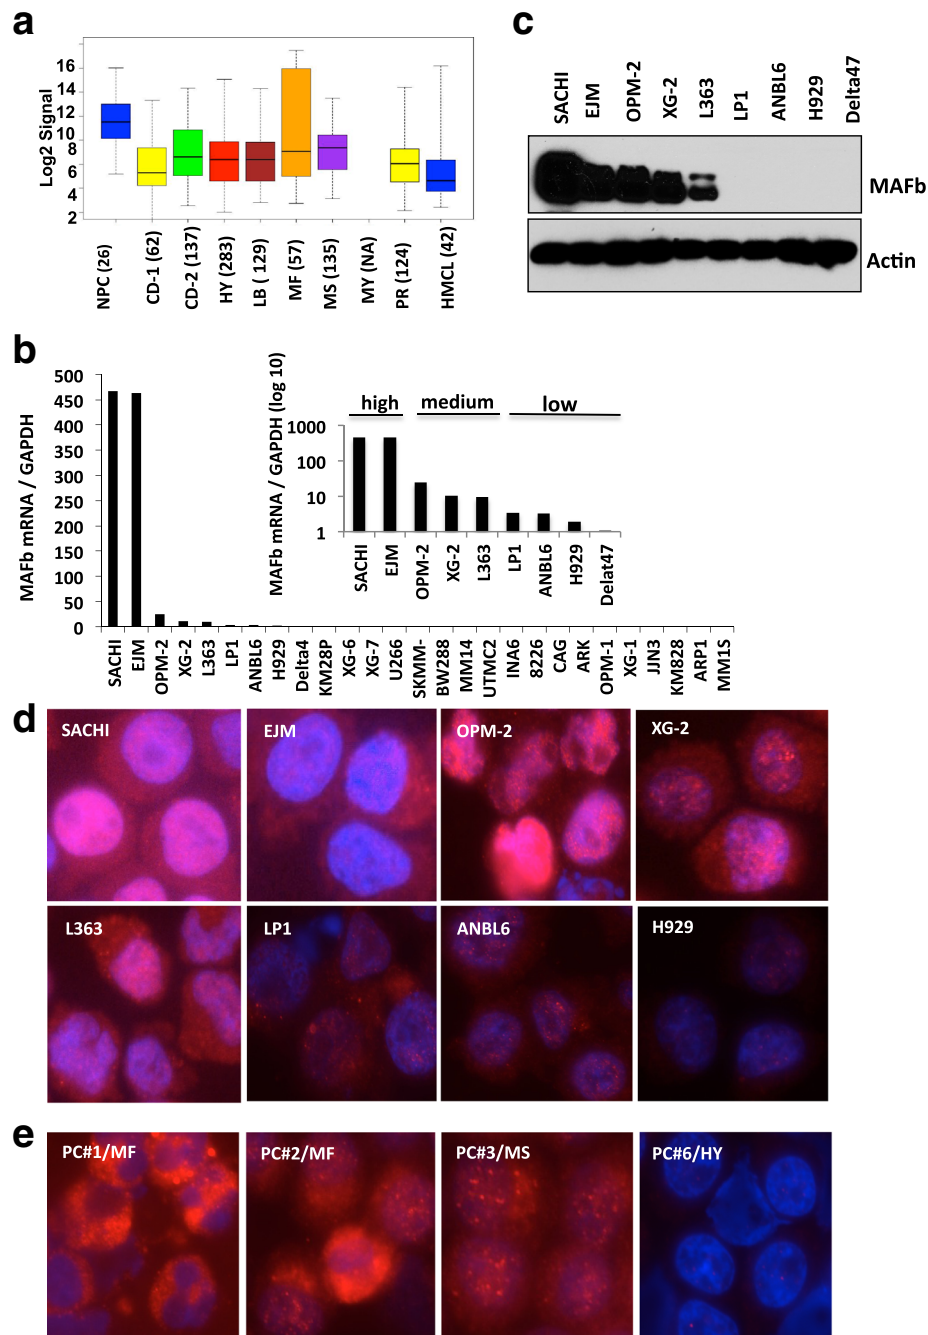 a
Log2 Signal
16
14
12
10
8
6
4
2
NPC (26)
CD-1 (62)
CD-2 (137)
HY (283)
LB ( 129)
MF (57)
MS (135)
MY (NA)
PR (124)
HMCL (42)
c
SACHI
EJM
OPM-2
XG-2
L363
LP1
ANBL6
H929
Delta47
MAFb
Actin
b
MAFb mRNA / GAPDH
500
450
400
350
300
250
200
150
100
50
0
SACHI
EJM
OPM-2
XG-2
L363
LP1
ANBL6
H929
Delta4
KM28P
XG-6
XG-7
U266
SKMM-
BW288
MM14
UTMC2
INA6
8226
CAG
ARK
OPM-1
XG-1
JJN3
KM828
ARP1
MM1S
MAFb mRNA / GAPDH (log 10)
high
medium
low
1000
100
10
1
SACHI
EJM
OPM-2
XG-2
L363
LP1
ANBL6
H929
Delat47
d
SACHI
EJM
OPM-2
XG-2
L363
LP1
ANBL6
H929
e
PC#1/MF
PC#2/MF
PC#3/MS
PC#6/HY